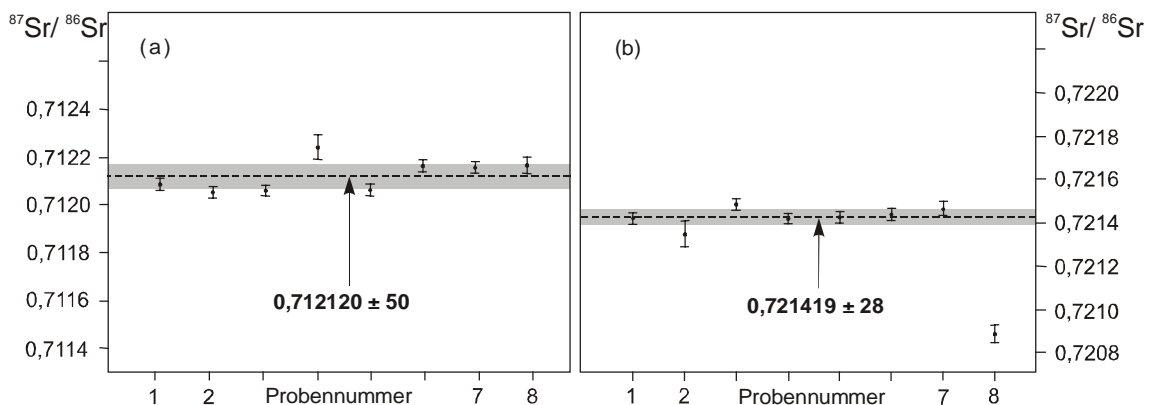 ⁸⁷Sr/ ⁸⁶Sr
(a)
0,7124
0,7122
0,7120
0,7118
0,7116
0,7114
0,712120 ± 50
1 2 Probennummer 7 8
(b)
⁸⁷Sr/ ⁸⁶Sr
0,7220
0,7218
0,7216
0,7214
0,7212
0,7210
0,7208
0,721419 ± 28
1 2 Probennummer 7 8